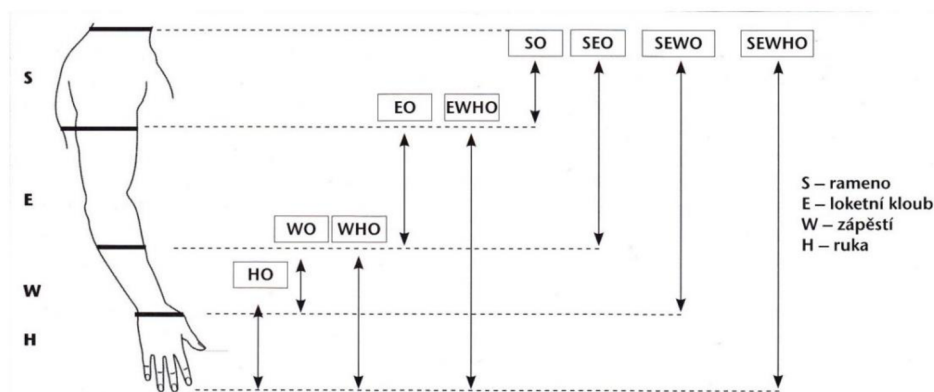 SO SEO SEWO SEWHO
S
EO EWHO
S – rameno
E – loketní kloub
E
W – zápěstí
WO WHO
H – ruka
HO
W
H